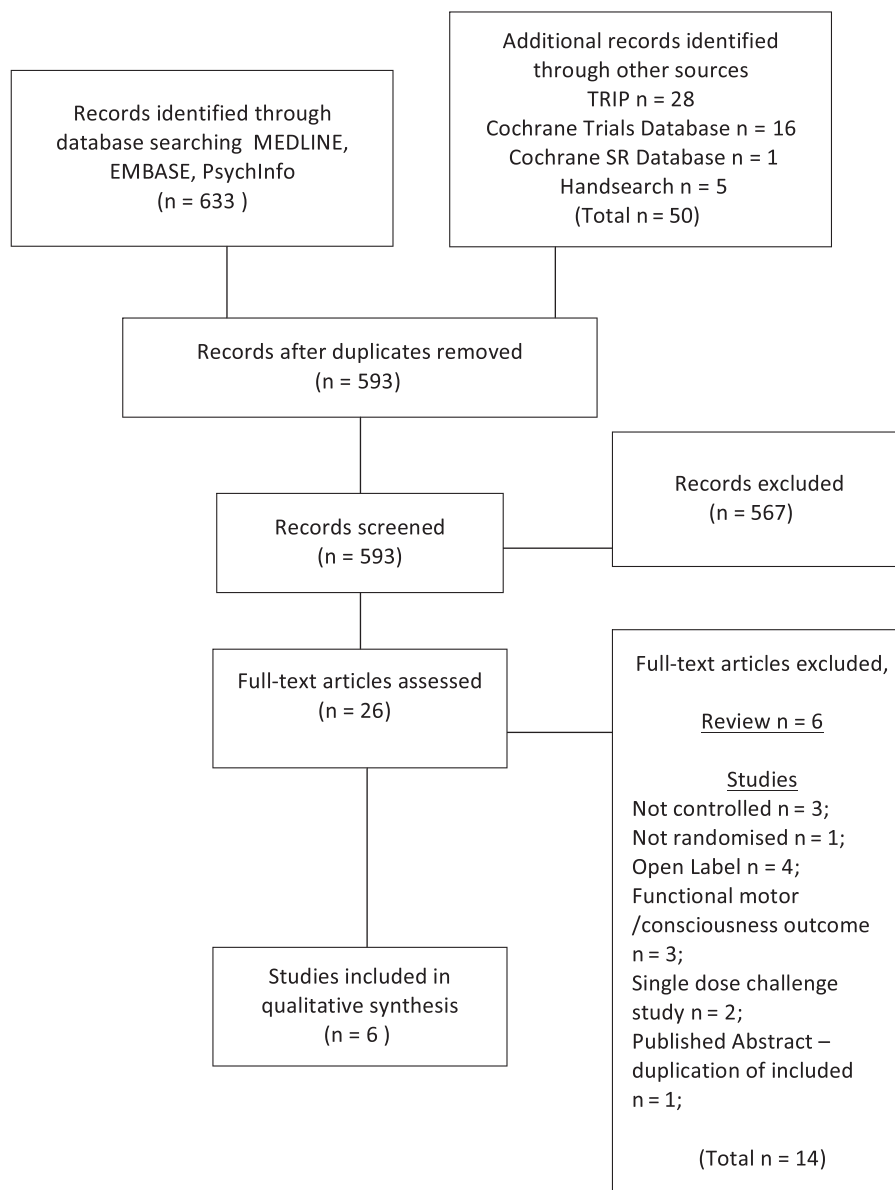 Records identified through
database searching MEDLINE,
EMBASE, PsychInfo
(n = 633 )
Additional records identified
through other sources
TRIP n = 28
Cochrane Trials Database n = 16
Cochrane SR Database n = 1
Handsearch n = 5
(Total n = 50)
Records after duplicates removed
(n = 593)
Records screened
(n = 593)
Records excluded
(n = 567)
Full-text articles assessed
(n = 26)
Full-text articles excluded,
Review n = 6
Studies
Not controlled n = 3;
Not randomised n = 1;
Open Label n = 4;
Functional motor
/consciousness outcome
n = 3;
Single dose challenge
study n = 2;
Published Abstract –
duplication of included
n = 1;
(Total n = 14)
Studies included in
qualitative synthesis
(n = 6 )